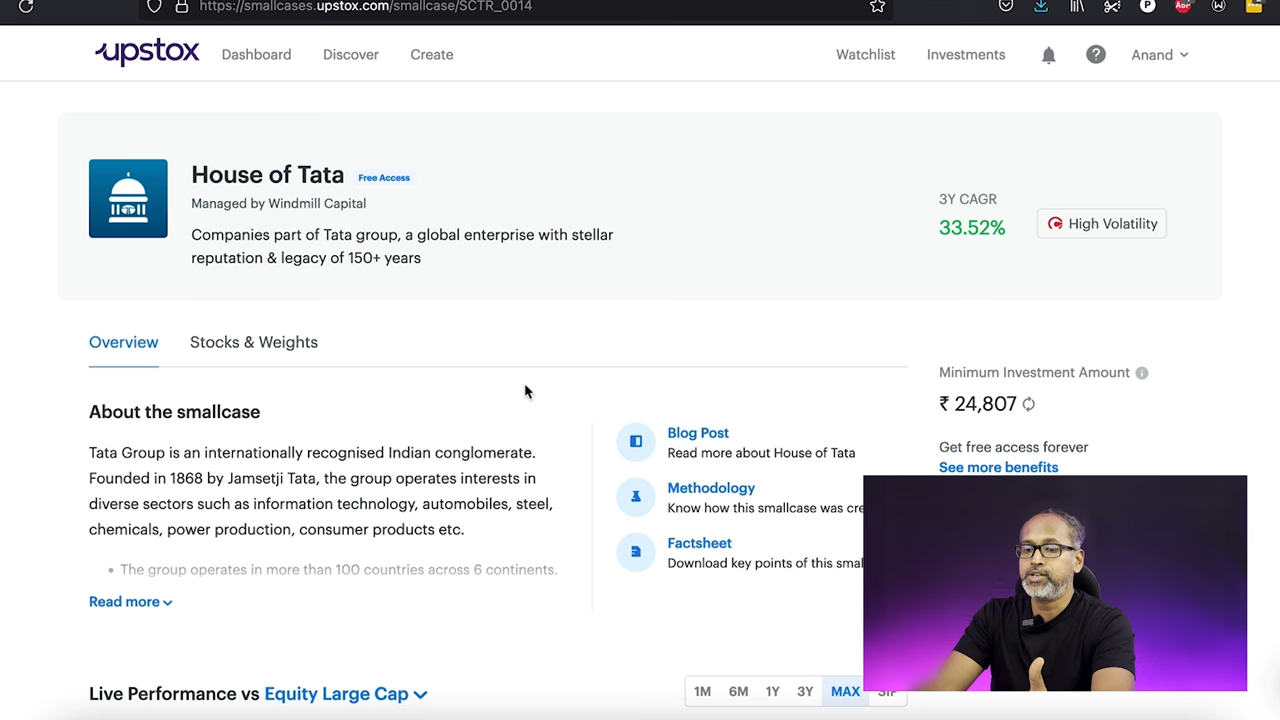 https://smallcases.upstox.com/smallcase/SCTR_0014
P
ABP
upstox
Dashboard
Discover
Create
Watchlist
Investments
?
Anand
House of Tata
Free Access
Managed by Windmill Capital
Companies part of Tata group, a global enterprise with stellar
reputation & legacy of 150+ years
3Y CAGR
33.52%
High Volatility
Overview
Stocks & Weights
Minimum Investment Amount
₹ 24,807
Get free access forever
See more benefits
About the smallcase
Tata Group is an internationally recognised Indian conglomerate.
Founded in 1868 by Jamsetji Tata, the group operates interests in
diverse sectors such as information technology, automobiles, steel,
chemicals, power production, consumer products etc.
• The group operates in more than 100 countries across 6 continents.
Read more
Blog Post
Read more about House of Tata
Methodology
Know how this smallcase was cre
Factsheet
Download key points of this smal
Live Performance vs Equity Large Cap
1M 6M 1Y 3Y MAX SIP